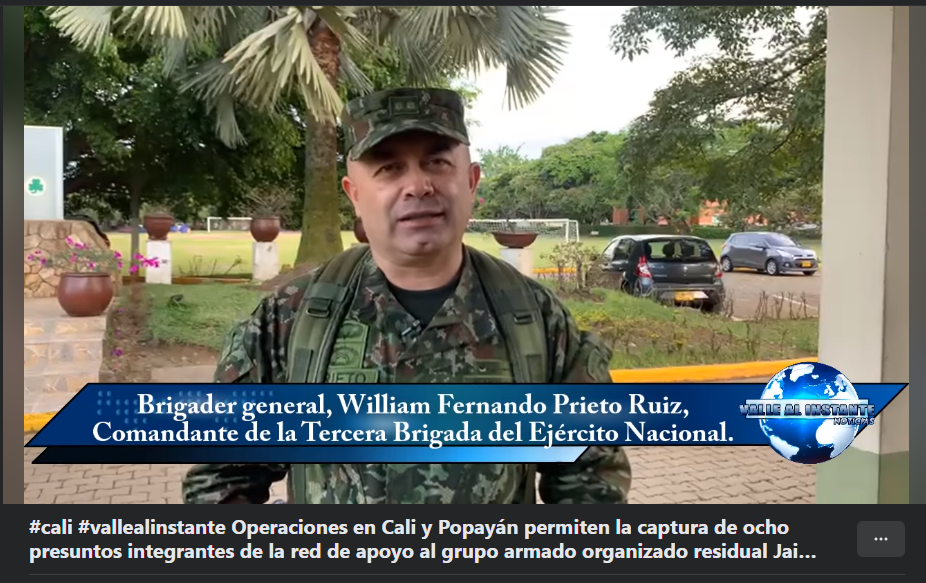 PRIETO
Brigader general, William Fernando Prieto Ruiz,
Comandante de la Tercera Brigada del Ejército Nacional.
VALLE AL INSTANTE
NOTICIAS
#cali #vallealinstante Operaciones en Cali y Popayán permiten la captura de ocho
presuntos integrantes de la red de apoyo al grupo armado organizado residual Jai...